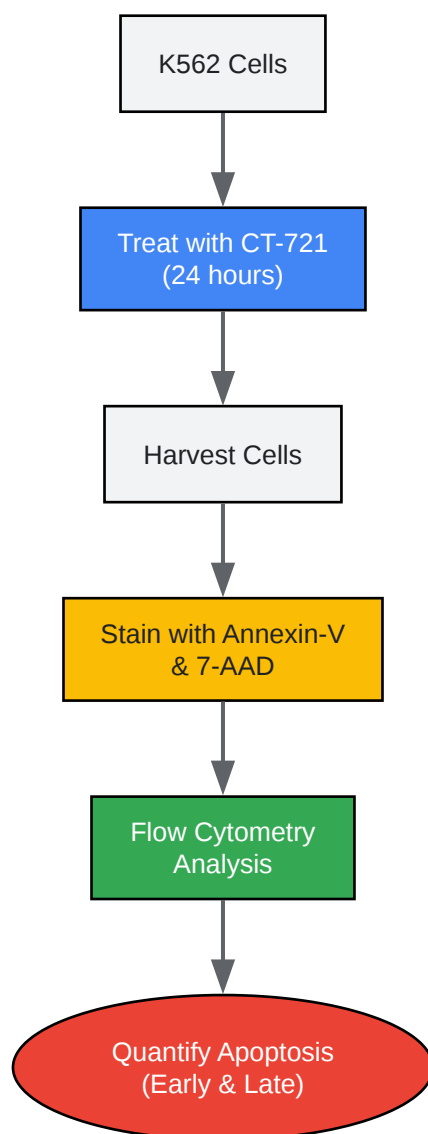 K562 Cells
Treat with CT-721
(24 hours)
Harvest Cells
Stain with Annexin-V
& 7-AAD
Flow Cytometry
Analysis
Quantify Apoptosis
(Early & Late)